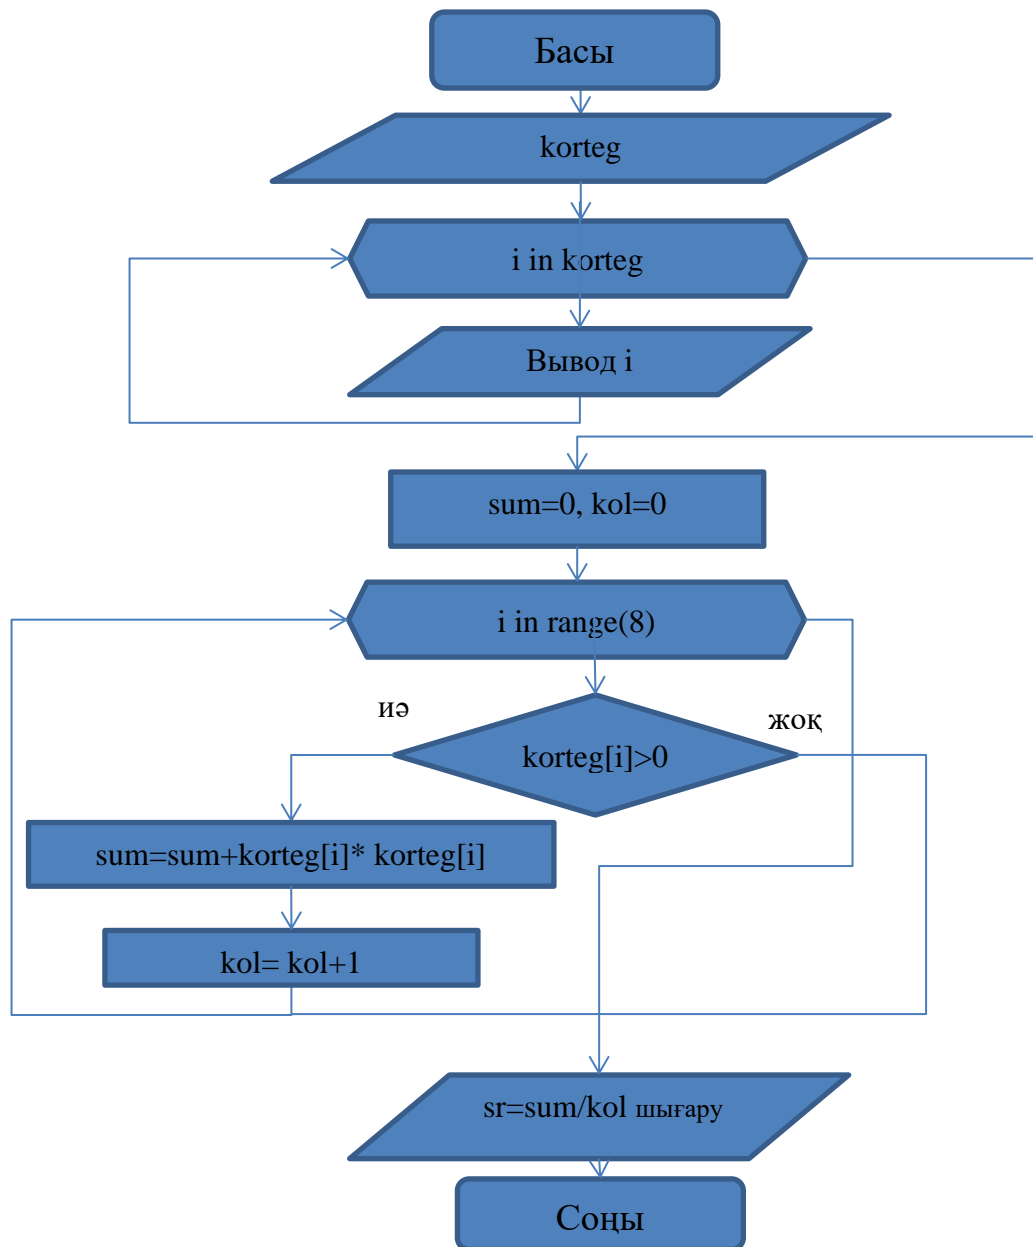 Басы
korteg
i in korteg
Вывод i
sum=0, kol=0
i in range(8)
иә
жоқ
korteg[i]>0
sum=sum+korteg[i]* korteg[i]
kol= kol+1
sr=sum/kol шығару
Соңы